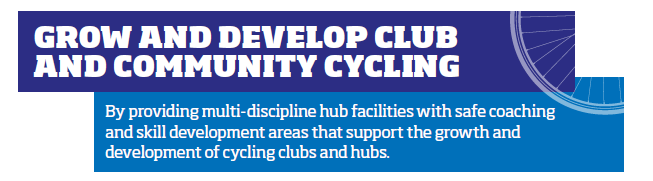 GROW AND DEVELOP CLUB
AND COMMUNITY CYCLING
By providing multi-discipline hub facilities with safe coaching
and skill development areas that support the growth and
development of cycling clubs and hubs.